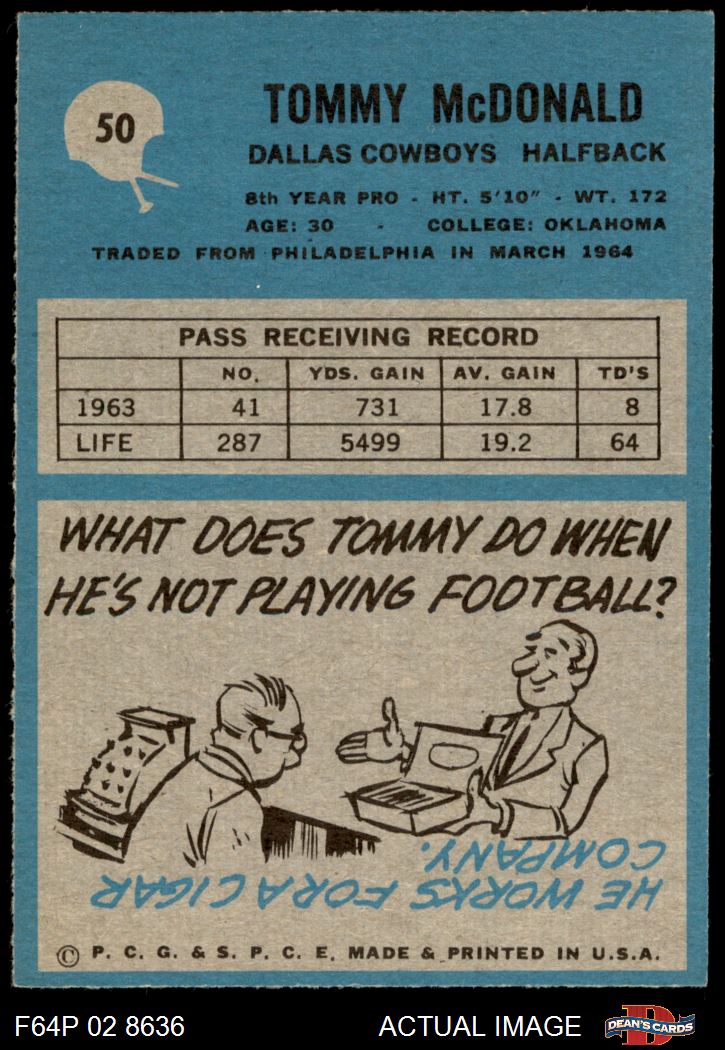 50
TOMMY McDONALD
DALLAS COWBOYS HALFBACK
8th YEAR PRO - HT. 5'10" - WT. 172
AGE: 30 - COLLEGE: OKLAHOMA
TRADED FROM PHILADELPHIA IN MARCH 1964
PASS RECEIVING RECORD
NO. YDS. GAIN AV. GAIN TD'S
1963 41 731 17.8 8
LIFE 287 5499 19.2 64
WHAT DOES TOMMY DO WHEN
HE'S NOT PLAYING FOOTBALL?
HE WORKS FOR A CIGAR
COMPANY.
© P. C. G. & S. P. C. E. MADE & PRINTED IN U.S.A.
F64P 02 8636 ACTUAL IMAGE
D
DEAN'S CARDS